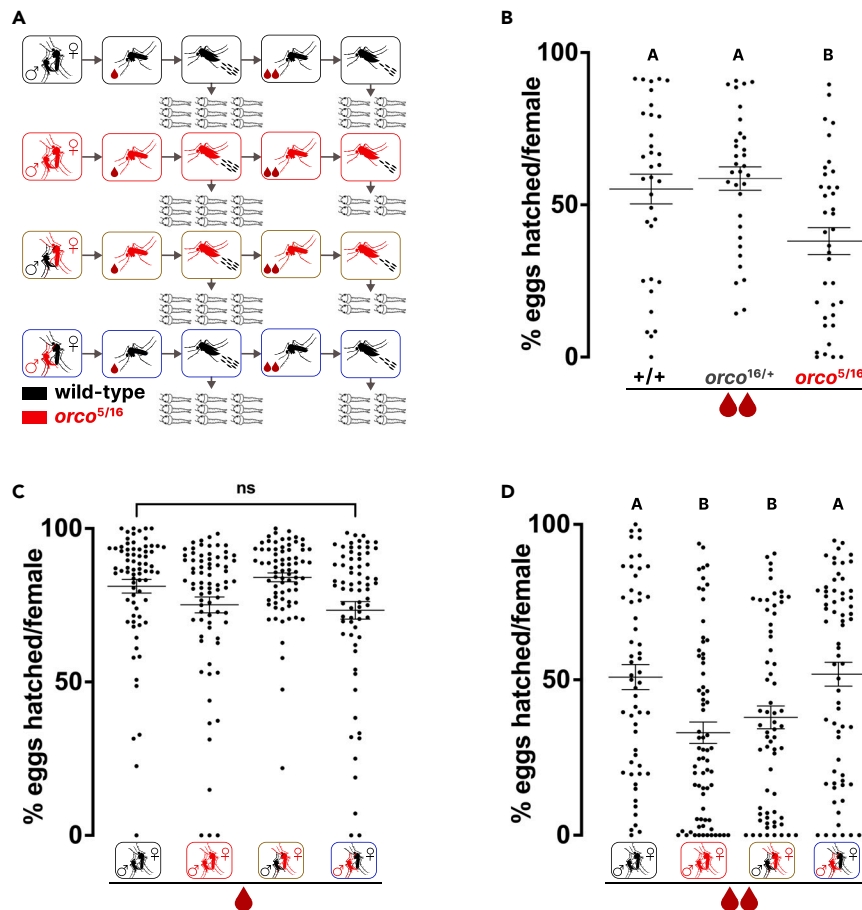 A
♂ ♀
♂ ♀
♂ ♀
♂ ♀
wild-type
orco5/16
B
% eggs hatched/female
100
50
0
A A B
+/+ orco16/+ orco5/16
C
% eggs hatched/female
ns
100
50
0
♂ ♀ ♂ ♀ ♂ ♀ ♂ ♀
D
% eggs hatched/female
A B B A
100
50
0
♂ ♀ ♂ ♀ ♂ ♀ ♂ ♀